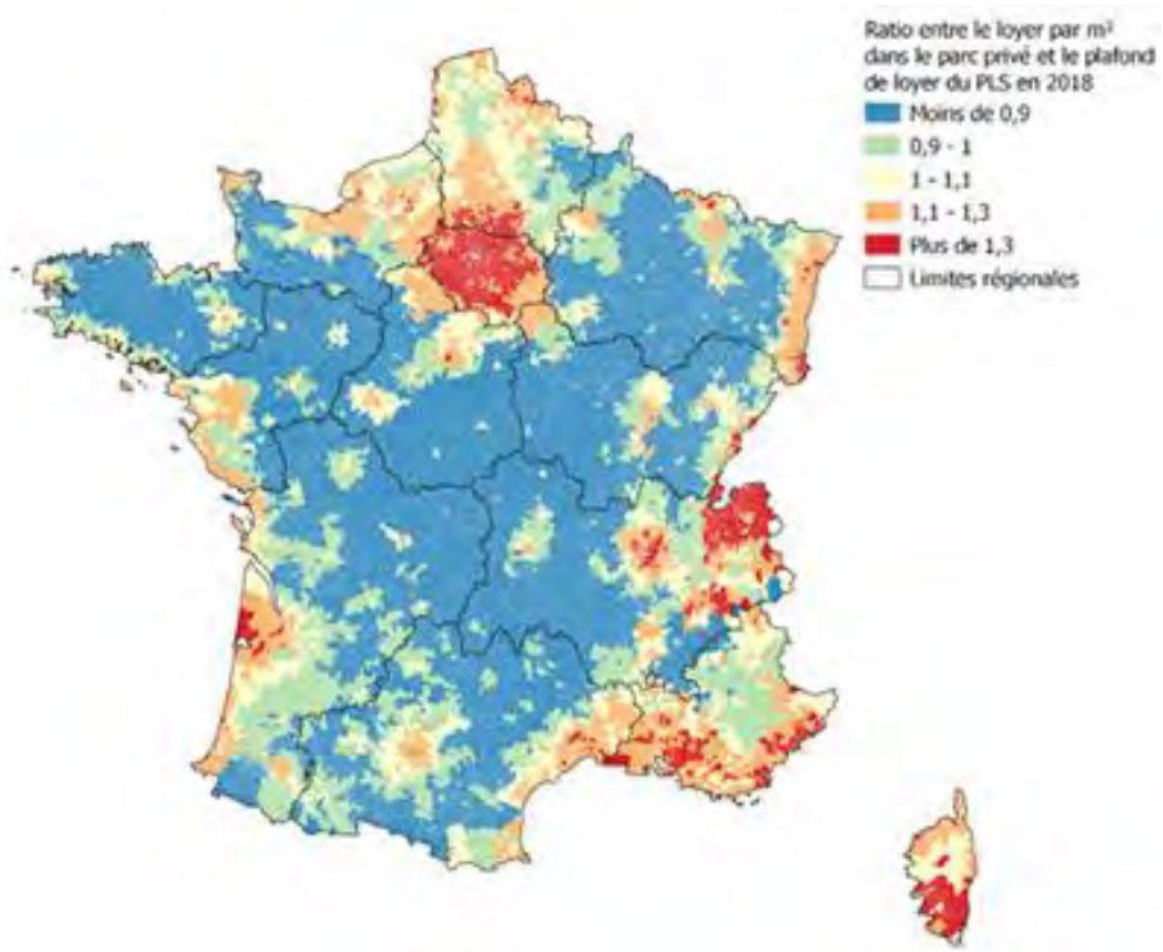 Ratio entre le loyer par m²
dans le parc privé et le plafond
de loyer du PLS en 2018
Moins de 0,9
0,9 - 1
1 - 1,1
1,1 - 1,3
Plus de 1,3
Limites régionales